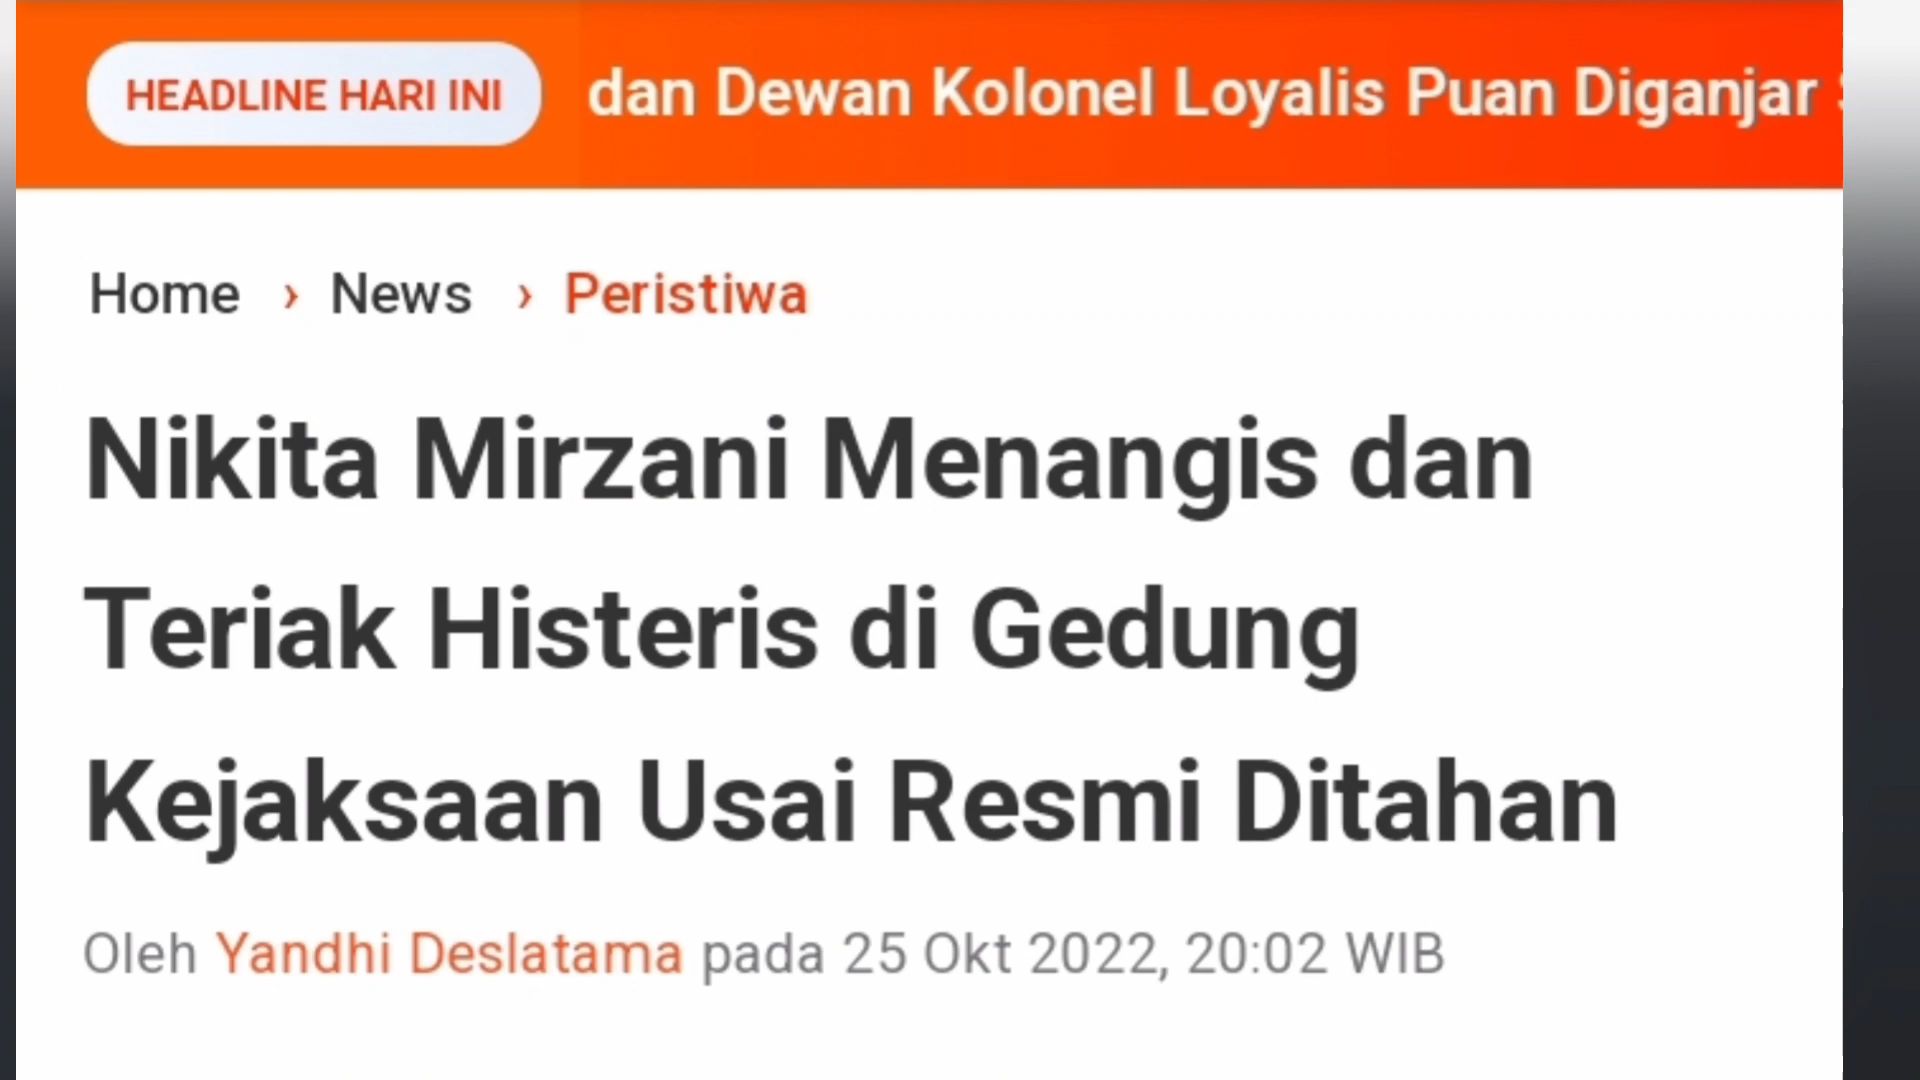 HEADLINE HARI INI
dan Dewan Kolonel Loyalis Puan Diganjar
Home › News › Peristiwa
Nikita Mirzani Menangis dan
Teriak Histeris di Gedung
Kejaksaan Usai Resmi Ditahan
Oleh Yandhi Deslatama pada 25 Okt 2022, 20:02 WIB